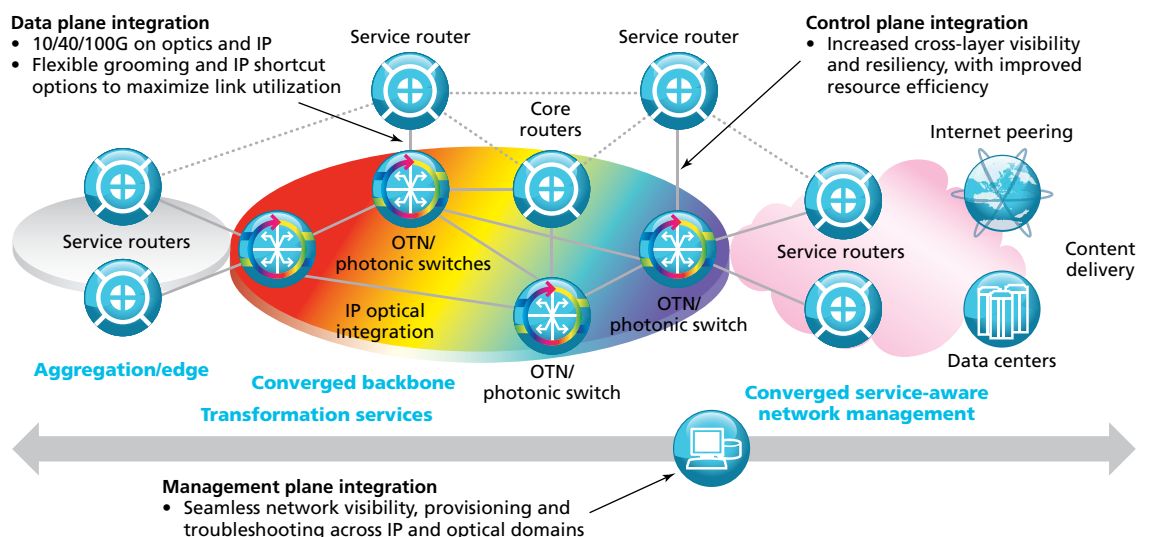 Data plane integration
• 10/40/100G on optics and IP
• Flexible grooming and IP shortcut
options to maximize link utilization
Service router
Service router
Control plane integration
• Increased cross-layer visibility
and resiliency, with improved
resource efficiency
Core
routers
Internet peering
Service routers
OTN/
photonic switches
Service routers
Content
delivery
IP optical
integration
OTN/
photonic switch
Data centers
Aggregation/edge
OTN/
photonic switch
Converged backbone
Converged service-aware
network management
Transformation services
Management plane integration
• Seamless network visibility, provisioning and
troubleshooting across IP and optical domains